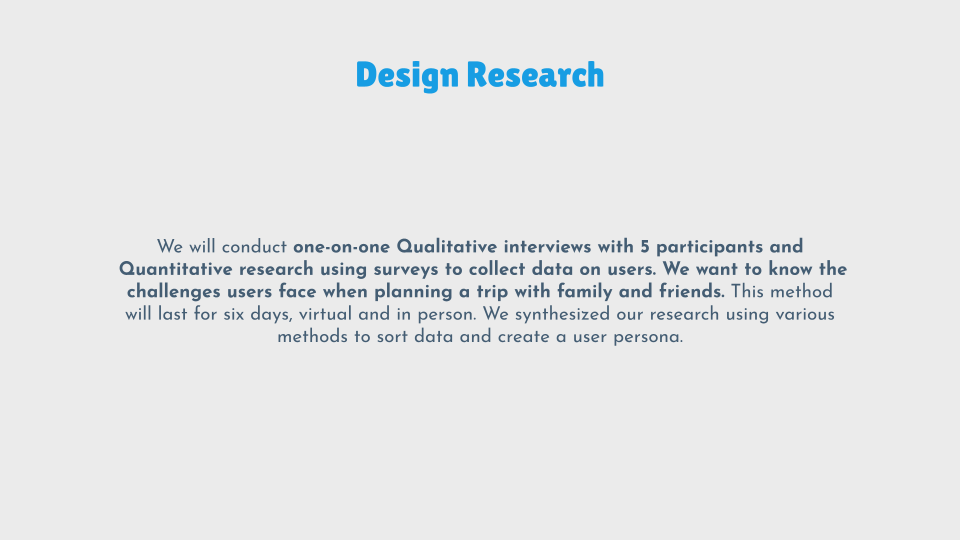 Design Research
We will conduct one-on-one Qualitative interviews with 5 participants and
Quantitative research using surveys to collect data on users. We want to know the
challenges users face when planning a trip with family and friends. This method
will last for six days, virtual and in person. We synthesized our research using various
methods to sort data and create a user persona.